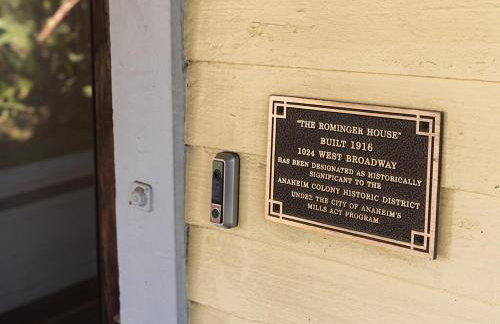 "THE ROMINGER HOUSE"
BUILT 1916
1024 WEST BROADWAY
HAS BEEN DESIGNATED AS HISTORICALLY
SIGNIFICANT TO THE
ANAHEIM COLONY HISTORIC DISTRICT
UNDER THE CITY OF ANAHEIM'S
MILLS ACT PROGRAM.